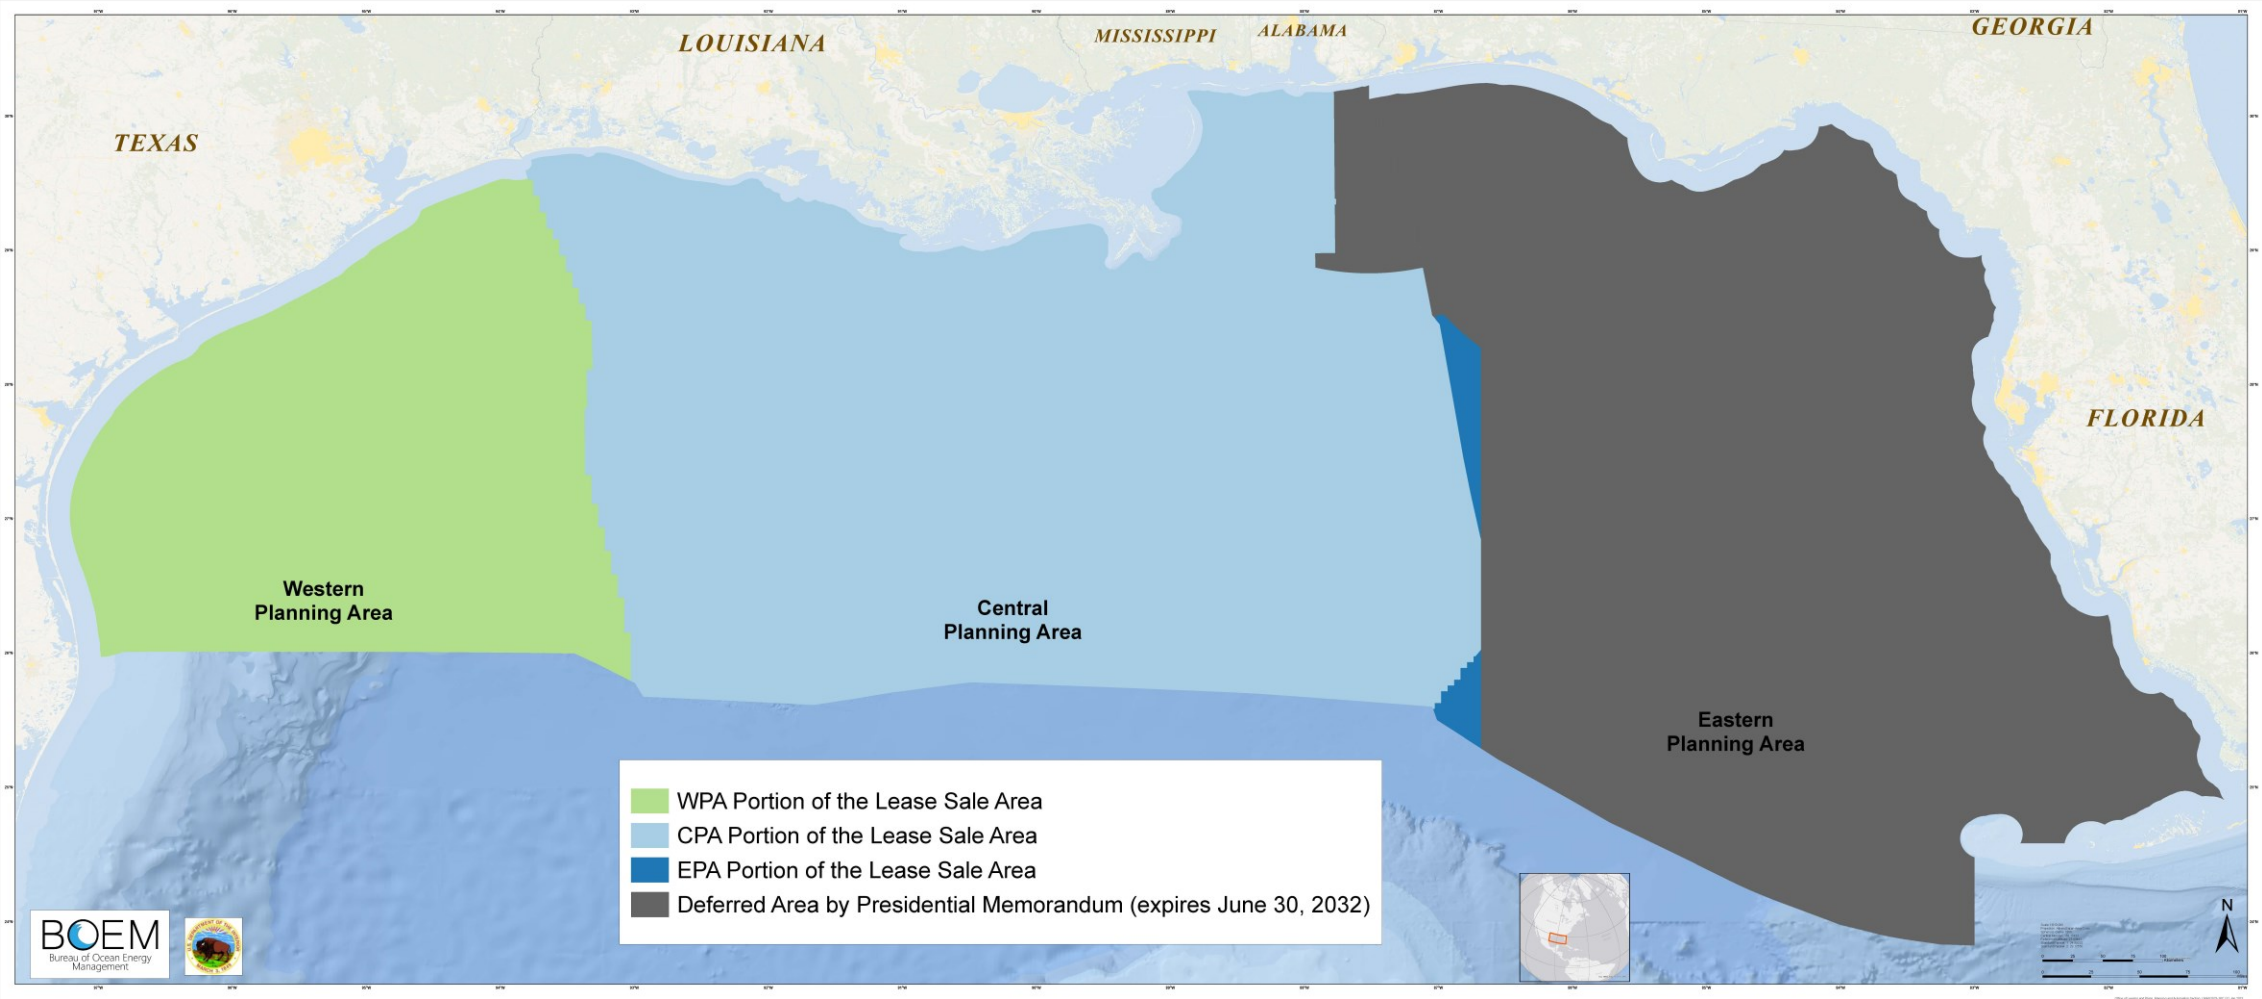 LOUISIANA
MISSISSIPPI
ALABAMA
GEORGIA
TEXAS
FLORIDA
Western
Planning Area
Central
Planning Area
Eastern
Planning Area
WPA Portion of the Lease Sale Area
CPA Portion of the Lease Sale Area
EPA Portion of the Lease Sale Area
Deferred Area by Presidential Memorandum (expires June 30, 2032)
BOEM
Bureau of Ocean Energy
Management
N